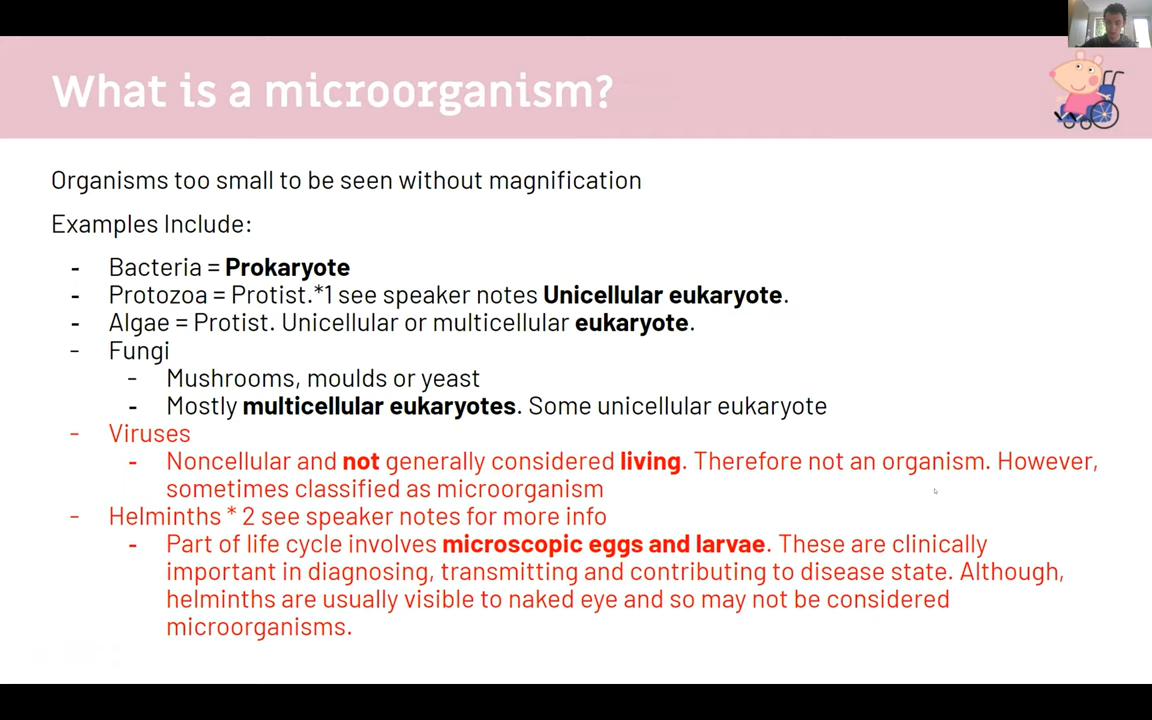 What is a microorganism?
Organisms too small to be seen without magnification
Examples Include:
- Bacteria = Prokaryote
- Protozoa = Protist.*1 see speaker notes Unicellular eukaryote.
- Algae = Protist. Unicellular or multicellular eukaryote.
- Fungi
- Mushrooms, moulds or yeast
- Mostly multicellular eukaryotes. Some unicellular eukaryote
- Viruses
- Noncellular and not generally considered living. Therefore not an organism. However,
sometimes classified as microorganism
- Helminths * 2 see speaker notes for more info
- Part of life cycle involves microscopic eggs and larvae. These are clinically
important in diagnosing, transmitting and contributing to disease state. Although,
helminths are usually visible to naked eye and so may not be considered
microorganisms.